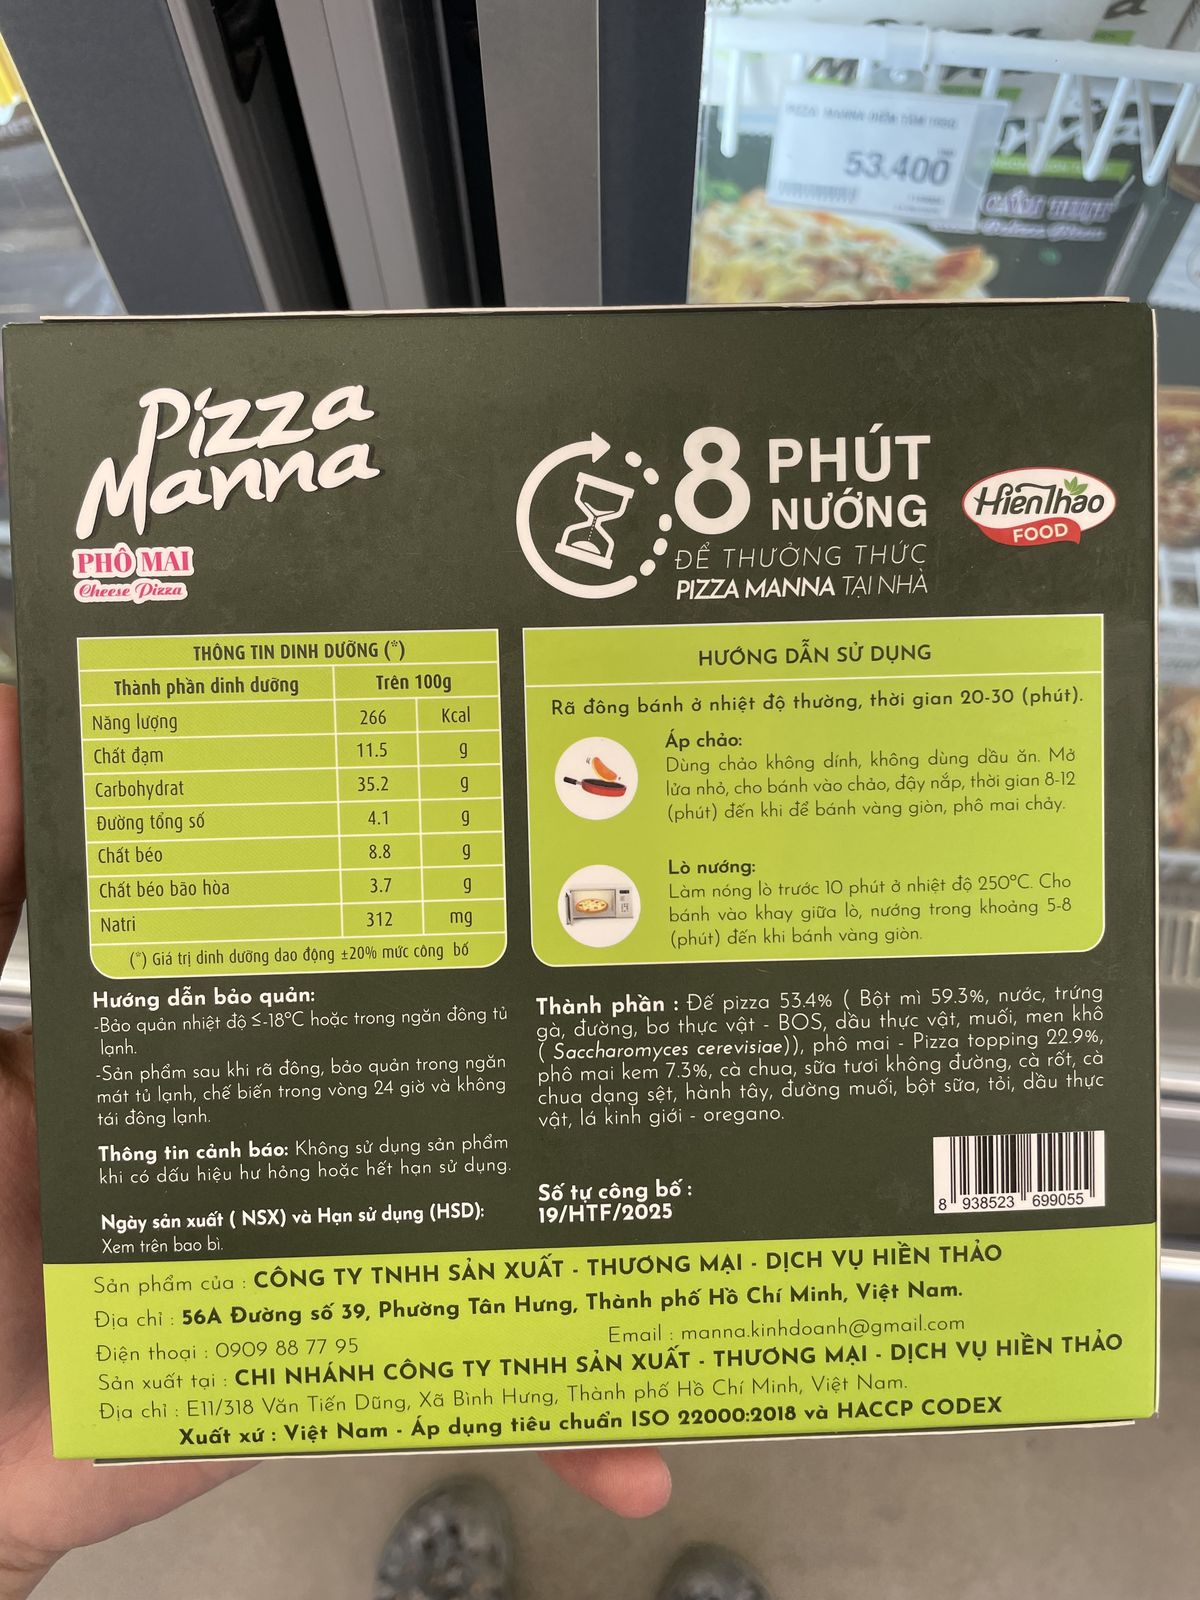 53.400
Pizza
Manna
PHÔ MAI
Cheese Pizza
8 PHÚT
NƯỚNG
ĐỂ THƯỞNG THỨC
PIZZA MANNA TẠI NHÀ
Hiền Thảo
FOOD
THÔNG TIN DINH DƯỠNG (*)
Thành phần dinh dưỡng Trên 100g
Năng lượng 266 Kcal
Chất đạm 11.5 g
Carbohydrat 35.2 g
Đường tổng số 4.1 g
Chất béo 8.8 g
Chất béo bão hòa 3.7 g
Natri 312 mg
(*) Giá trị dinh dưỡng dao động ±20% mức công bố
HƯỚNG DẪN SỬ DỤNG
Rã đông bánh ở nhiệt độ thường, thời gian 20-30 (phút).
Áp chảo:
Dùng chảo không dính, không dùng dầu ăn. Mở
lửa nhỏ, cho bánh vào chảo, đậy nắp, thời gian 8-12
(phút) đến khi đế bánh vàng giòn, phô mai chảy.
Lò nướng:
Làm nóng lò trước 10 phút ở nhiệt độ 250°C. Cho
bánh vào khay giữa lò, nướng trong khoảng 5-8
(phút) đến khi bánh vàng giòn.
Hướng dẫn bảo quản:
-Bảo quản nhiệt độ ≤-18°C hoặc trong ngăn đông tủ
lạnh.
-Sản phẩm sau khi rã đông, bảo quản trong ngăn
mát tủ lạnh, chế biến trong vòng 24 giờ và không
tái đông lạnh.
Thông tin cảnh báo: Không sử dụng sản phẩm
khi có dấu hiệu hư hỏng hoặc hết hạn sử dụng.
Ngày sản xuất ( NSX) và Hạn sử dụng (HSD):
Xem trên bao bì.
Thành phần : Đế pizza 53.4% ( Bột mì 59.3%, nước, trứng
gà, đường, bơ thực vật - BOS, dầu thực vật, muối, men khô
( Saccharomyces cerevisiae)), phô mai - Pizza topping 22.9%,
phô mai kem 7.3%, cà chua, sữa tươi không đường, cà rốt, cà
chua dạng sệt, hành tây, đường muối, bột sữa, tỏi, dầu thực
vật, lá kinh giới - oregano.
Số tự công bố :
19/HTF/2025
8 938523 699055
Sản phẩm của : CÔNG TY TNHH SẢN XUẤT - THƯƠNG MẠI - DỊCH VỤ HIỀN THẢO
Địa chỉ : 56A Đường số 39, Phường Tân Hưng, Thành phố Hồ Chí Minh, Việt Nam.
Điện thoại : 0909 88 77 95 Email : manna.kinhdoanh@gmail.com
Sản xuất tại : CHI NHÁNH CÔNG TY TNHH SẢN XUẤT - THƯƠNG MẠI - DỊCH VỤ HIỀN THẢO
Địa chỉ : E11/318 Văn Tiến Dũng, Xã Bình Hưng, Thành phố Hồ Chí Minh, Việt Nam.
Xuất xứ : Việt Nam - Áp dụng tiêu chuẩn ISO 22000:2018 và HACCP CODEX